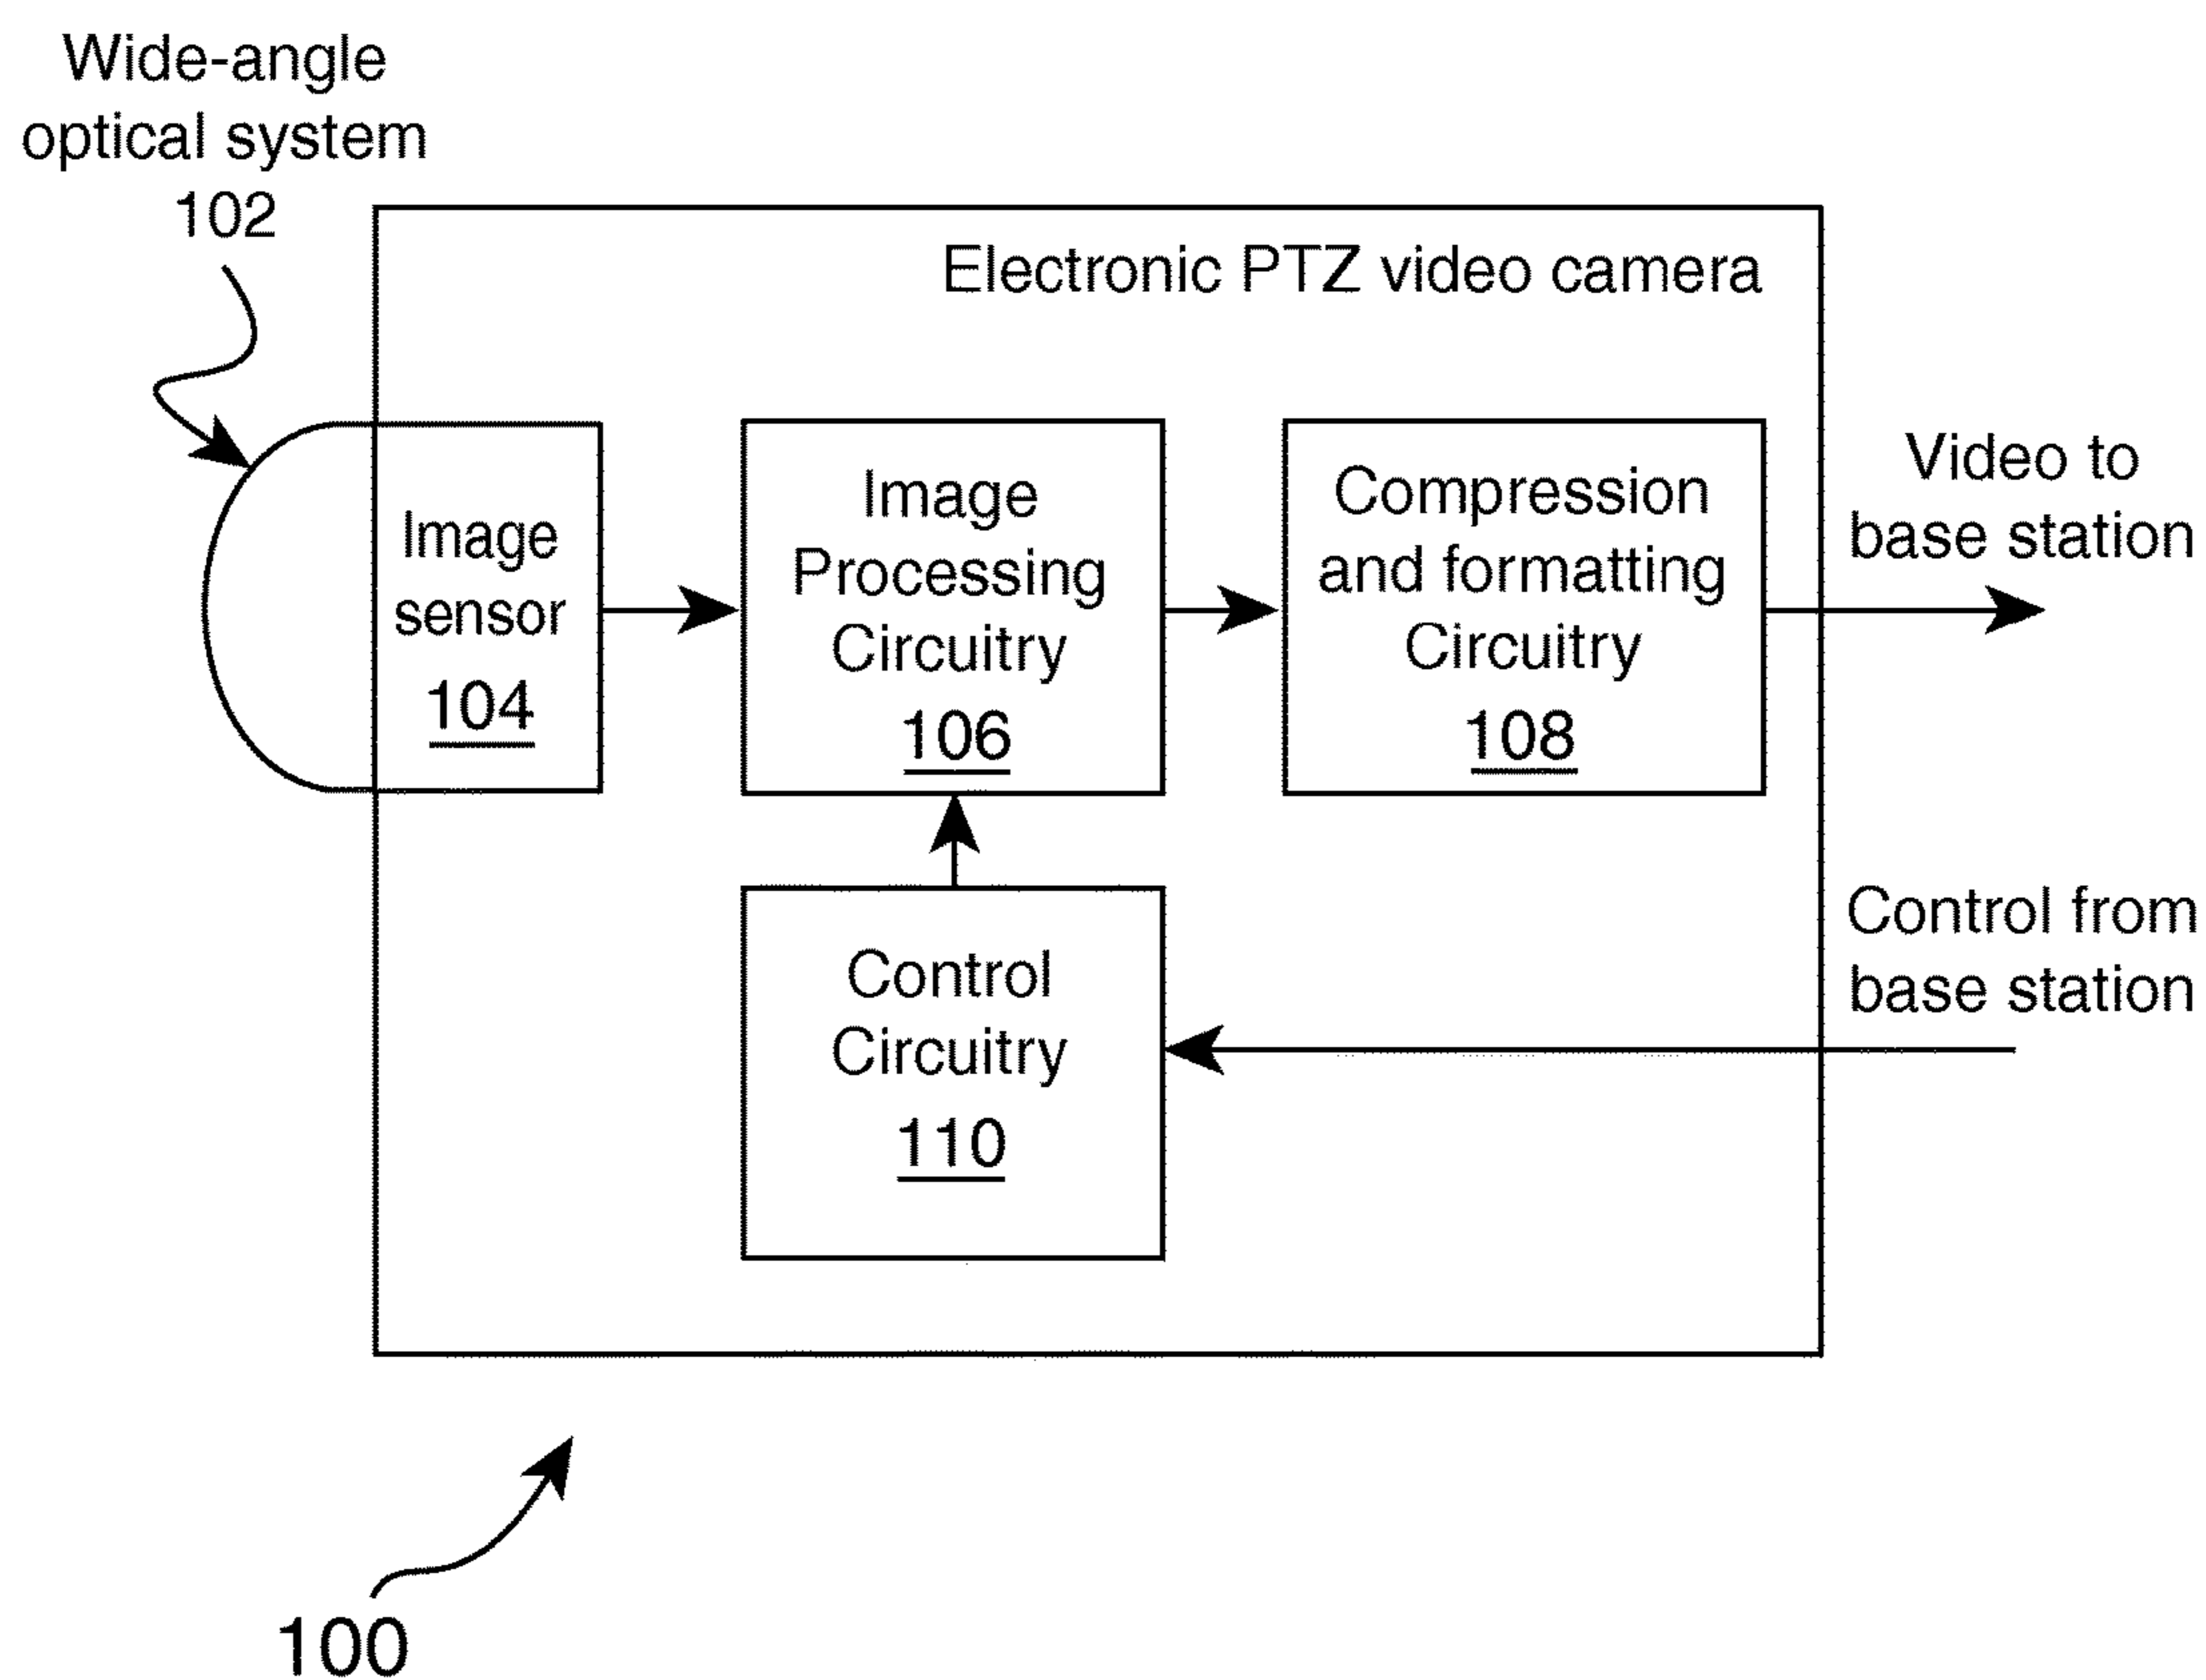 Wide-angle
optical system
102
Electronic PTZ video camera
Image
sensor
104
Image
Processing
Circuitry
106
Compression
and formatting
Circuitry
108
Video to
base station
Control
Circuitry
110
Control from
base station
100